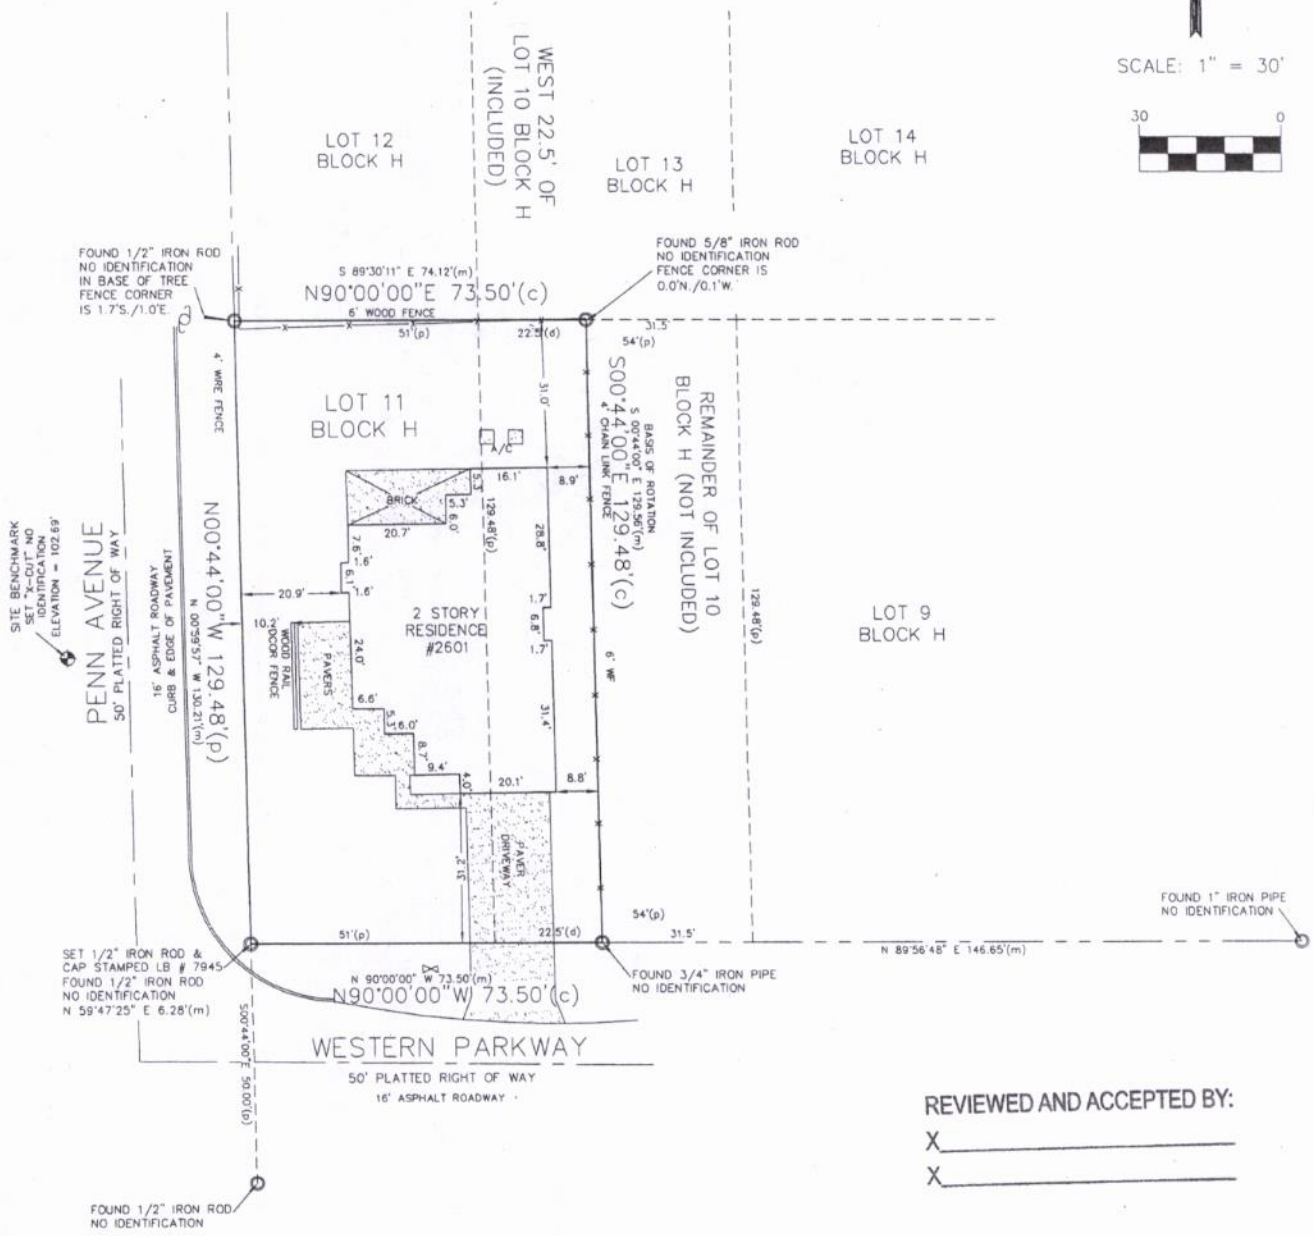 SCALE: 1" = 30'
30 0
WEST 22.5' OF
LOT 10 BLOCK H
(INCLUDED)
LOT 12
BLOCK H
LOT 13
BLOCK H
LOT 14
BLOCK H
FOUND 1/2" IRON ROD
NO IDENTIFICATION
IN BASE OF TREE
FENCE CORNER
IS 1.7'S./1.0'E.
FOUND 5/8" IRON ROD
NO IDENTIFICATION
FENCE CORNER IS
0.0'N./0.1'W.
S 89°30'11" E 74.12'(m)
N90°00'00"E 73.50'(c)
6' WOOD FENCE
51'(p)
22.5'(d)
31.5'
54'(p)
4' WIRE FENCE
LOT 11
BLOCK H
31.0'
A/C
BASIS OF ROTATION
S 00°44'00" E 129.56'(m)
S00°44'00"E 129.48'(c)
4' CHAIN LINK FENCE
REMAINDER OF LOT 10
BLOCK H (NOT INCLUDED)
BRICK
5.3'
16.1'
8.9'
5.3'
6.0'
20.7'
129.48'(p)
28.8'
7.6'
1.6'
6.1'
1.6'
20.9'
1.7'
6.8'
1.7'
2 STORY
RESIDENCE
#2601
10.2'
WOOD RAIL
DOOR FENCE
PAVERS
24.0'
6' WF
129.48'(p)
LOT 9
BLOCK H
SITE BENCHMARK
SET "X-CUT" NO
IDENTIFICATION
ELEVATION = 102.69'
PENN AVENUE
50' PLATTED RIGHT OF WAY
16' ASPHALT ROADWAY
CURB & EDGE OF PAVEMENT
N 00°59'57" W 130.21'(m)
N00°44'00"W 129.48'(p)
6.6'
5.3'
6.0'
8.7'
9.4'
4.0'
31.4'
20.1'
8.8'
31.2'
PAVER
DRIVEWAY
51'(p)
22.5'(d)
54'(p)
31.5'
FOUND 1" IRON PIPE
NO IDENTIFICATION
N 89°56'48" E 146.65'(m)
SET 1/2" IRON ROD &
CAP STAMPED LB # 7945
FOUND 1/2" IRON ROD
NO IDENTIFICATION
N 59°47'25" E 6.28'(m)
N 90°00'00" W 73.50'(m)
N90°00'00"W 73.50'(c)
FOUND 3/4" IRON PIPE
NO IDENTIFICATION
S00°44'00"E 50.00'(p)
WESTERN PARKWAY
50' PLATTED RIGHT OF WAY
16' ASPHALT ROADWAY
FOUND 1/2" IRON ROD
NO IDENTIFICATION
REVIEWED AND ACCEPTED BY:
X
X